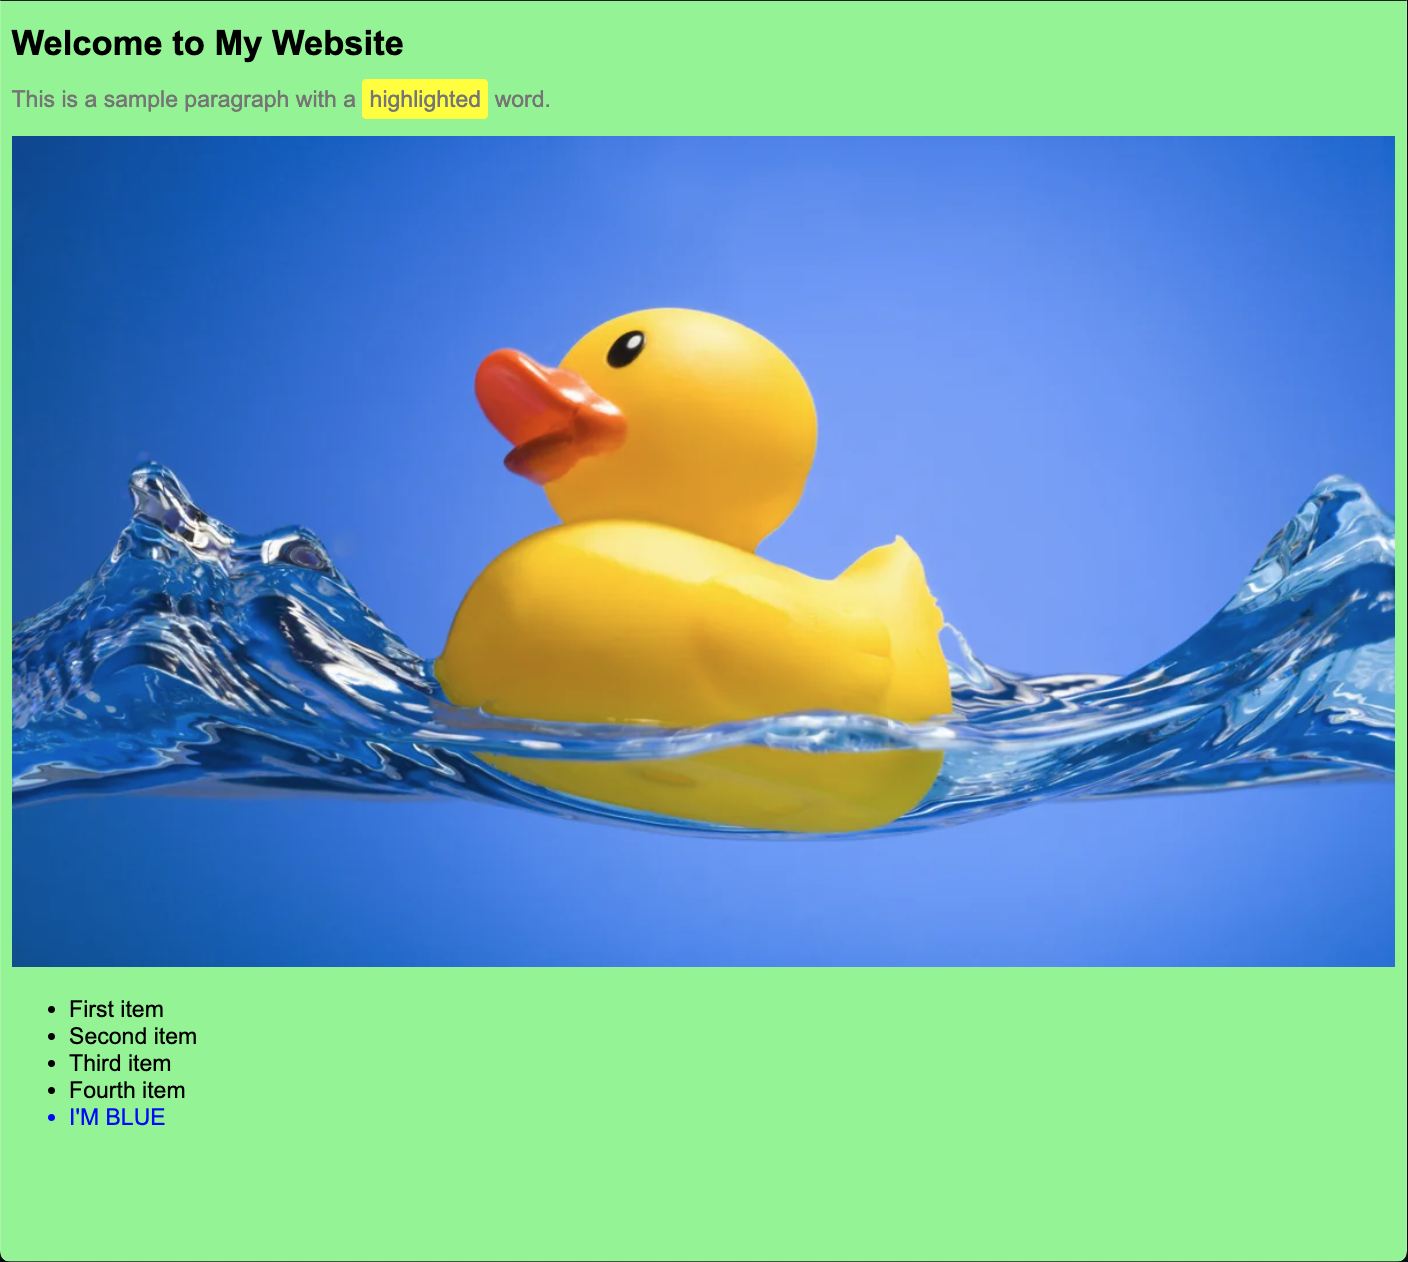 Welcome to My Website
This is a sample paragraph with a highlighted word.
First item
Second item
Third item
Fourth item
I'M BLUE